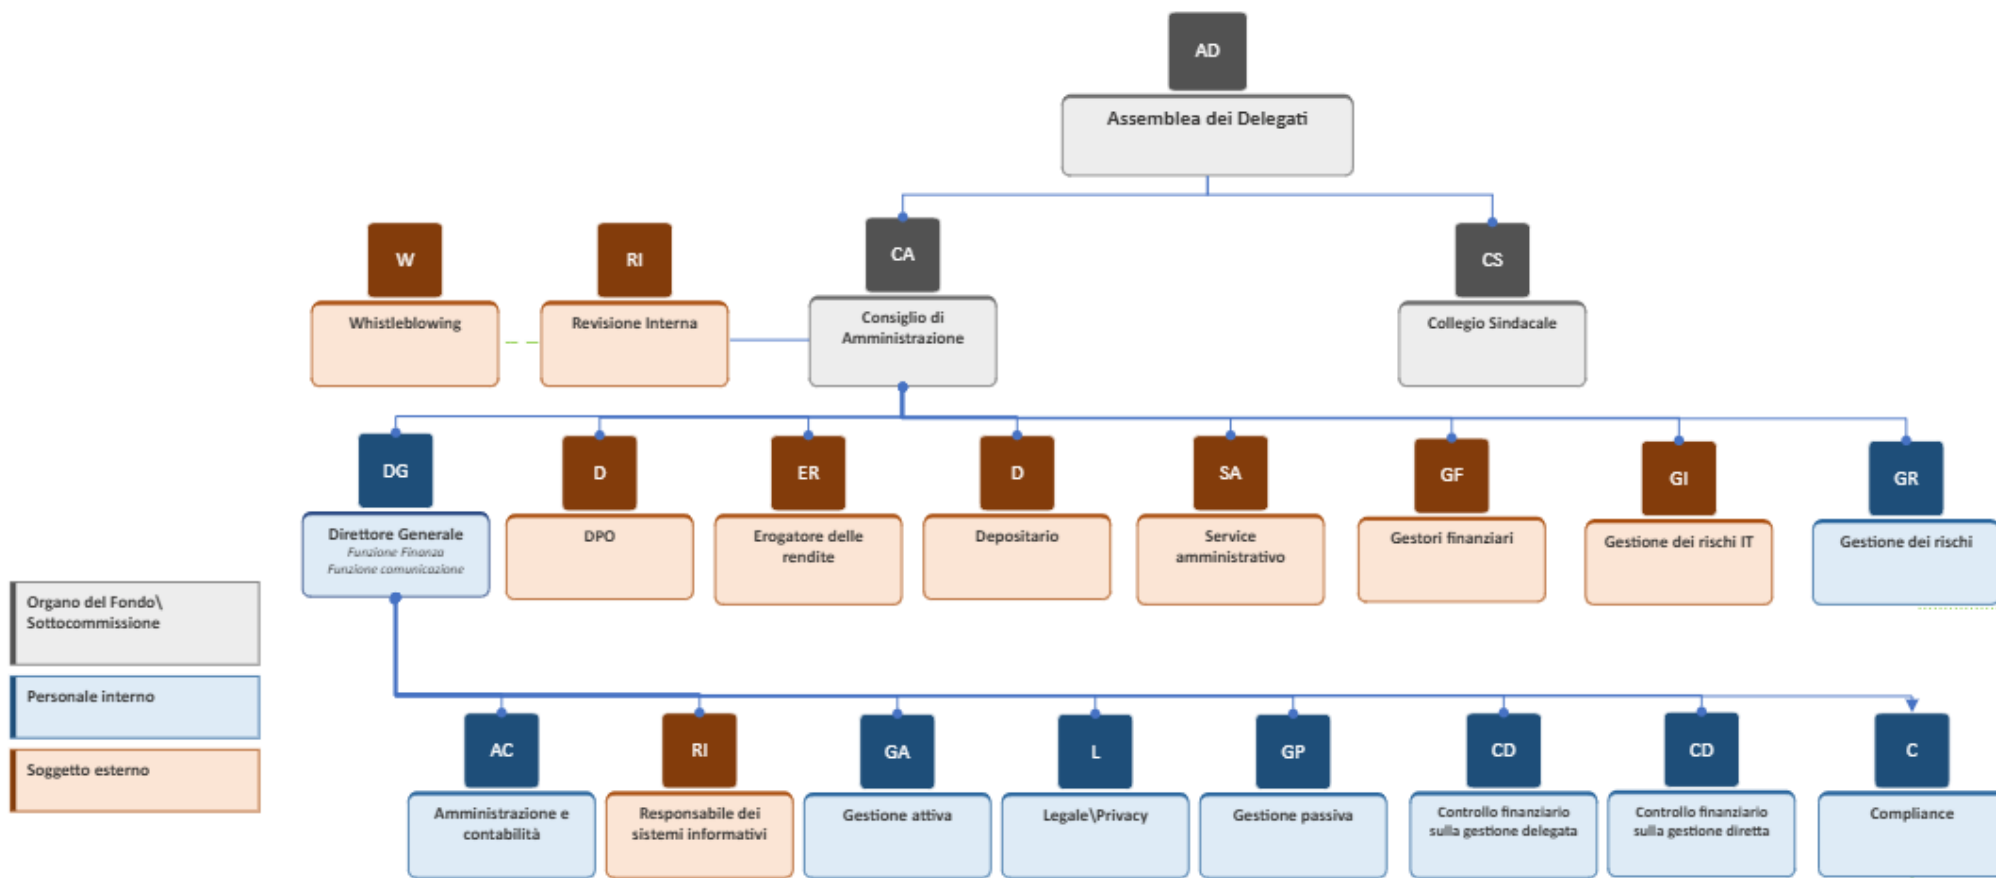 AD
Assemblea dei Delegati
W
RI
CA
CS
Whistleblowing
Revisione Interna
Consiglio di
Amministrazione
Collegio Sindacale
DG
D
ER
D
SA
GF
GI
GR
Direttore Generale
Funzione Finanza
Funzione comunicazione
DPO
Erogatore delle
rendite
Depositario
Service
amministrativo
Gestori finanziari
Gestione dei rischi IT
Gestione dei rischi
Organo del Fondo\
Sottocommissione
Personale interno
Soggetto esterno
AC
RI
GA
L
GP
CD
CD
C
Amministrazione e
contabilità
Responsabile dei
sistemi informativi
Gestione attiva
Legale\Privacy
Gestione passiva
Controllo finanziario
sulla gestione delegata
Controllo finanziario
sulla gestione diretta
Compliance